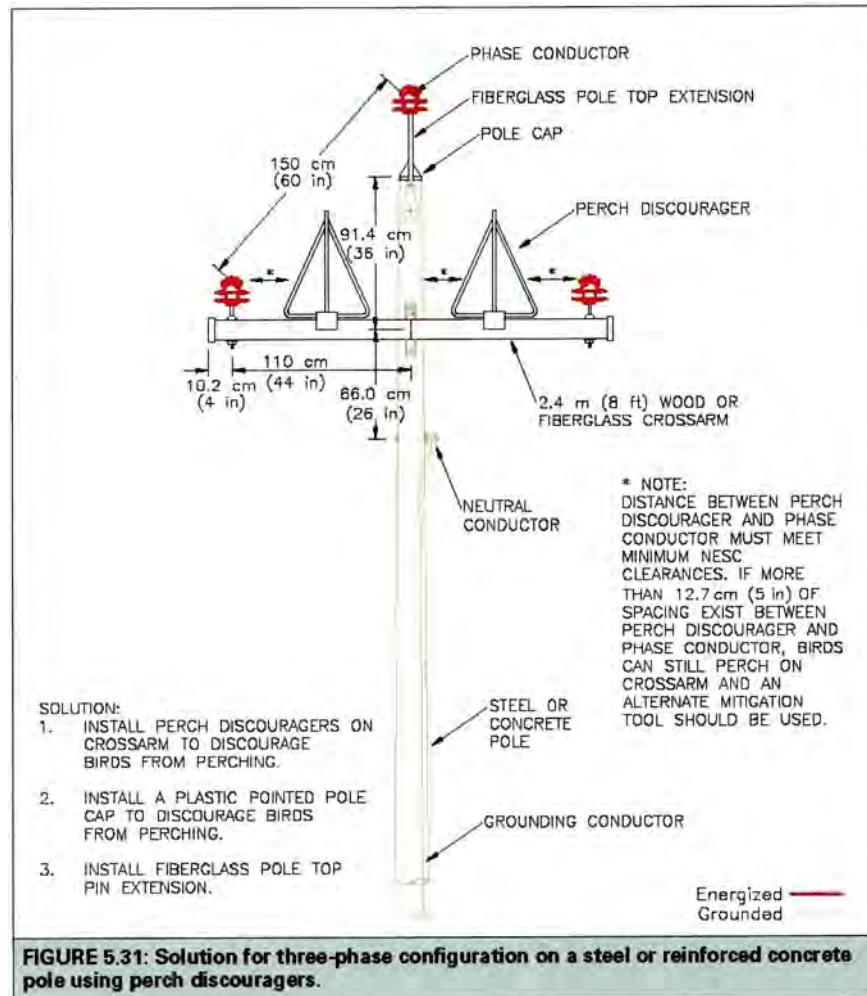 PHASE CONDUCTOR
FIBERGLASS POLE TOP EXTENSION
POLE CAP
150 cm
(60 in)
PERCH DISCOURAGER
91.4 cm
(36 in)
*
*
*
110 cm
(44 in)
10.2 cm
(4 in)
66.0 cm
(26 in)
2.4 m (8 ft) WOOD OR
FIBERGLASS CROSSARM
NEUTRAL
CONDUCTOR
* NOTE:
DISTANCE BETWEEN PERCH
DISCOURAGER AND PHASE
CONDUCTOR MUST MEET
MINIMUM NESC
CLEARANCES. IF MORE
THAN 12.7 cm (5 in) OF
SPACING EXIST BETWEEN
PERCH DISCOURAGER AND
PHASE CONDUCTOR, BIRDS
CAN STILL PERCH ON
CROSSARM AND AN
ALTERNATE MITIGATION
TOOL SHOULD BE USED.
SOLUTION:
1. INSTALL PERCH DISCOURAGERS ON
CROSSARM TO DISCOURAGE
BIRDS FROM PERCHING.
2. INSTALL A PLASTIC POINTED POLE
CAP TO DISCOURAGE BIRDS
FROM PERCHING.
3. INSTALL FIBERGLASS POLE TOP
PIN EXTENSION.
STEEL OR
CONCRETE
POLE
GROUNDING CONDUCTOR
Energized
Grounded
FIGURE 5.31: Solution for three-phase configuration on a steel or reinforced concrete
pole using perch discouragers.